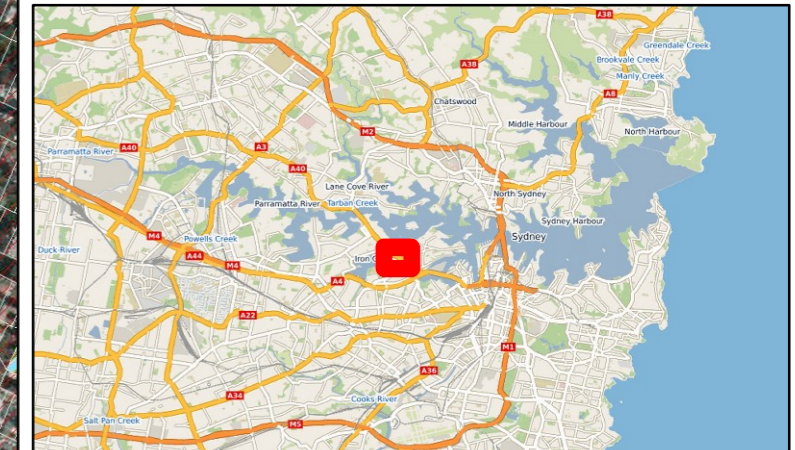 A38
Greendale Creek
Brookvale Creek
A38
Manly Creek
A8
Chatswood
Middle Harbour
North Harbour
M2
A40
A3
Parramatta River
A40
Lane Cove River
North Sydney
Parramatta River
Tarban Creek
Sydney Harbour
M4
Powells Creek
Sydney
Duck River
A44
Iron
M4
A4
A22
M1
A36
A34
Cooks River
Salt Pan Creek
M5